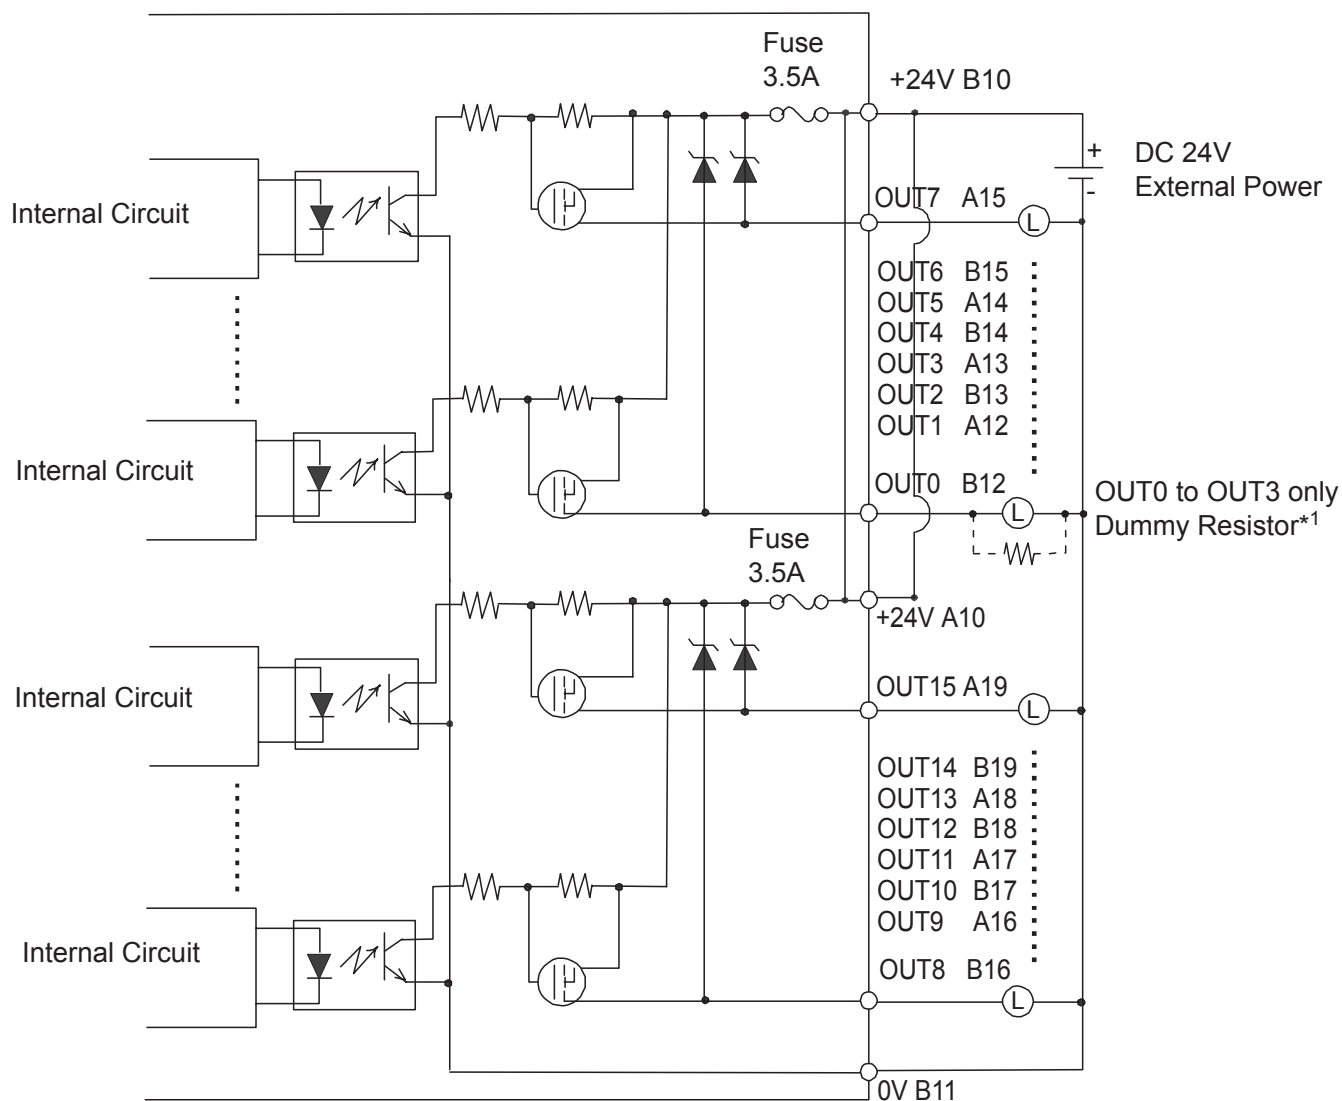 Fuse
3.5A
+24V B10
+
DC 24V
-
External Power
Internal Circuit
OUT7 A15
L
OUT6 B15
OUT5 A14
OUT4 B14
OUT3 A13
OUT2 B13
OUT1 A12
Internal Circuit
OUT0 B12
L
OUT0 to OUT3 only
Dummy Resistor*1
Fuse
3.5A
+24V A10
Internal Circuit
OUT15 A19
L
OUT14 B19
OUT13 A18
OUT12 B18
OUT11 A17
OUT10 B17
OUT9 A16
Internal Circuit
OUT8 B16
L
0V B11